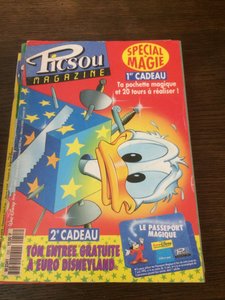 PICSOU
MAGAZINE
SPÉCIAL
MAGIE
1er CADEAU
Ta pochette magique
et 20 tours à réaliser !
2e CADEAU
TON ENTREE GRATUITE
A EURO DISNEYLAND
LE PASSEPORT
MAGIQUE